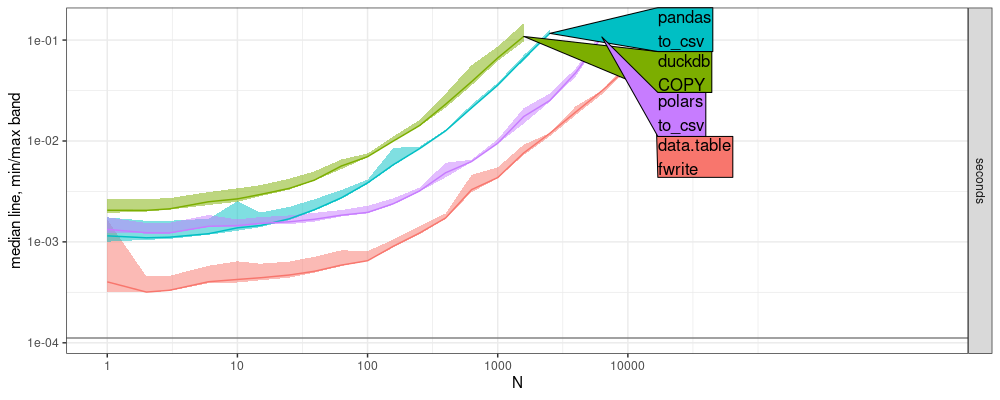 median line, min/max band
1e-01
1e-02
1e-03
1e-04
pandas
to_csv
duckdb
COPY
polars
to_csv
data.table
fwrite
seconds
1
10
100
1000
10000
N